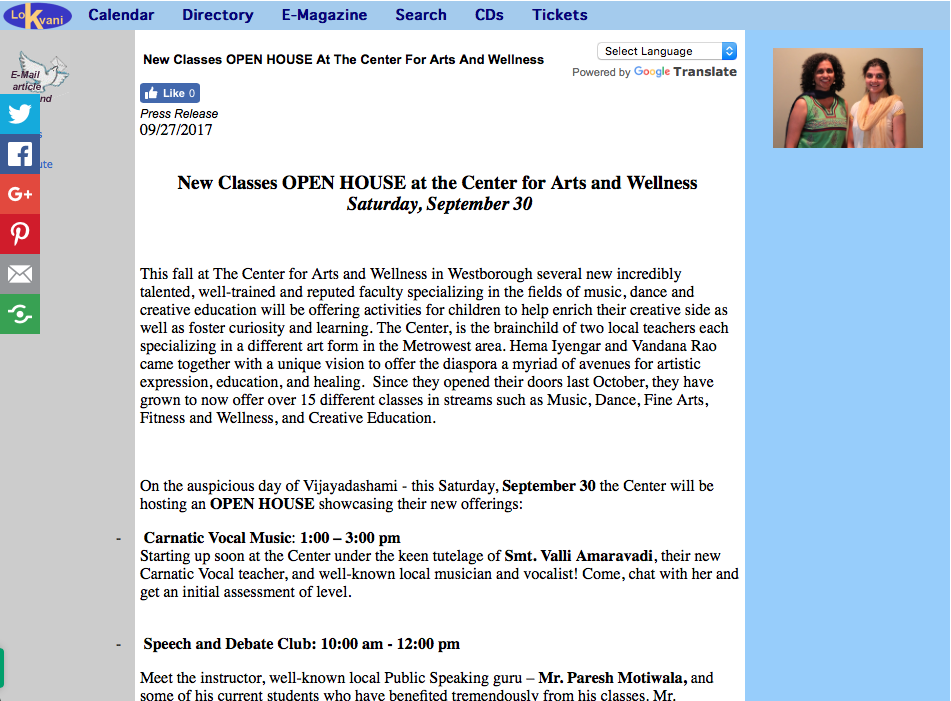 LoKvani
Calendar Directory E-Magazine Search CDs Tickets
E-Mail
article
nd
s
ute
G+
New Classes OPEN HOUSE At The Center For Arts And Wellness
Select Language
Powered by Google Translate
Like 0
Press Release
09/27/2017
New Classes OPEN HOUSE at the Center for Arts and Wellness
Saturday, September 30
This fall at The Center for Arts and Wellness in Westborough several new incredibly
talented, well-trained and reputed faculty specializing in the fields of music, dance and
creative education will be offering activities for children to help enrich their creative side as
well as foster curiosity and learning. The Center, is the brainchild of two local teachers each
specializing in a different art form in the Metrowest area. Hema Iyengar and Vandana Rao
came together with a unique vision to offer the diaspora a myriad of avenues for artistic
expression, education, and healing.  Since they opened their doors last October, they have
grown to now offer over 15 different classes in streams such as Music, Dance, Fine Arts,
Fitness and Wellness, and Creative Education.
On the auspicious day of Vijayadashami - this Saturday, September 30 the Center will be
hosting an OPEN HOUSE showcasing their new offerings:
- Carnatic Vocal Music: 1:00 – 3:00 pm
Starting up soon at the Center under the keen tutelage of Smt. Valli Amaravadi, their new
Carnatic Vocal teacher, and well-known local musician and vocalist! Come, chat with her and
get an initial assessment of level.
- Speech and Debate Club: 10:00 am - 12:00 pm
Meet the instructor, well-known local Public Speaking guru – Mr. Paresh Motiwala, and
some of his current students who have benefited tremendously from his classes. Mr.